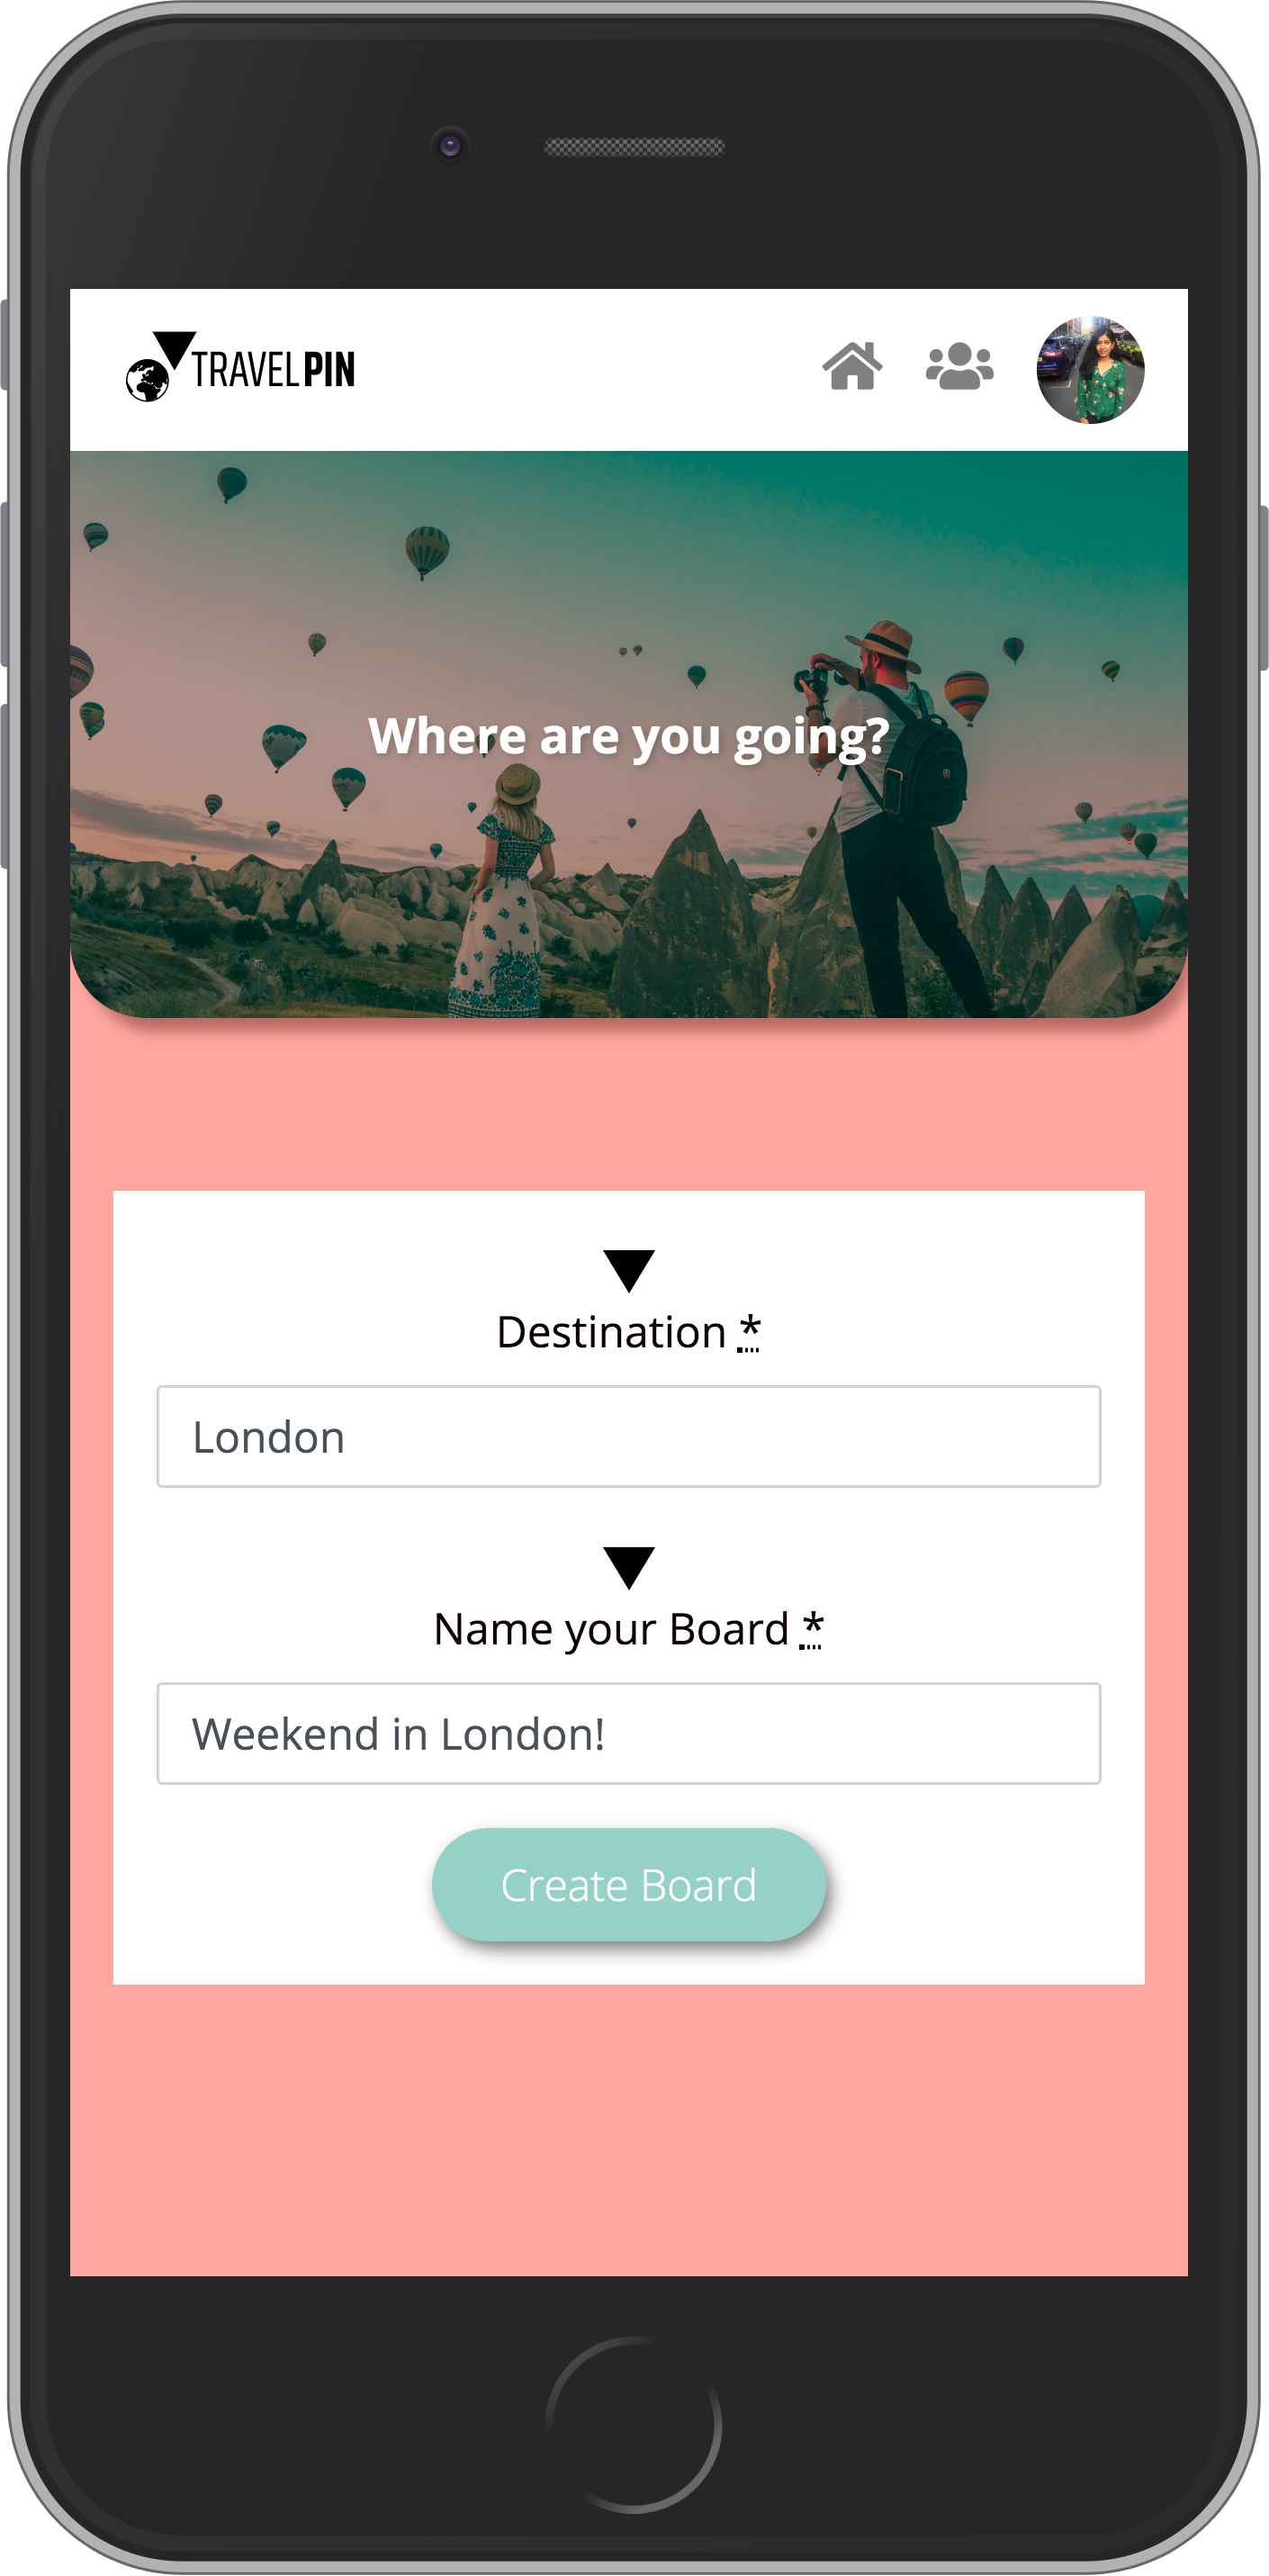 TRAVELPIN
Where are you going?
Destination *
London
Name your Board *
Weekend in London!
Create Board